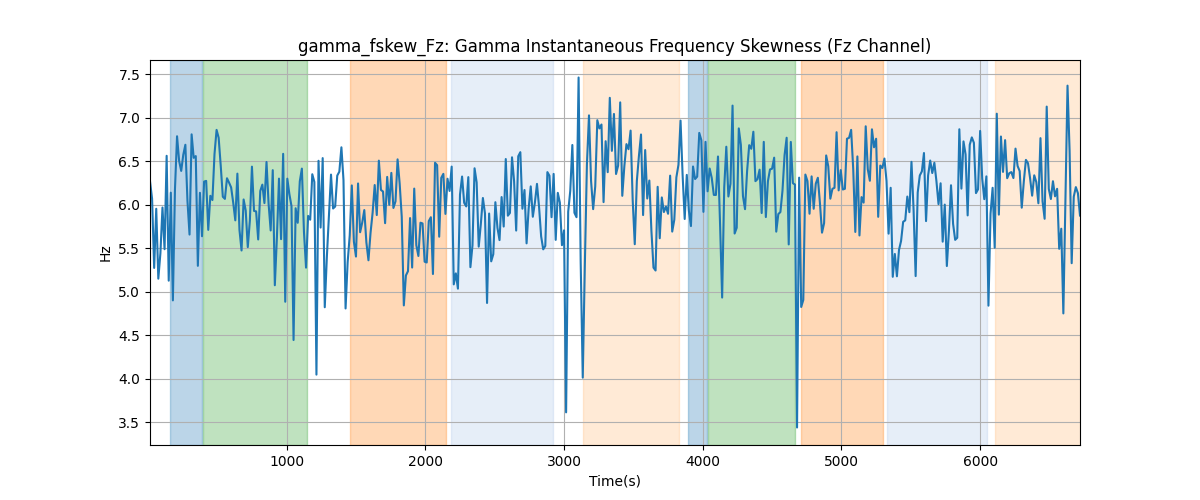 gamma_fskew_Fz: Gamma Instantaneous Frequency Skewness (Fz Channel)
7.5
7.0
6.5
6.0
5.5
5.0
4.5
4.0
3.5
Hz
1000 2000 3000 4000 5000 6000
Time(s)